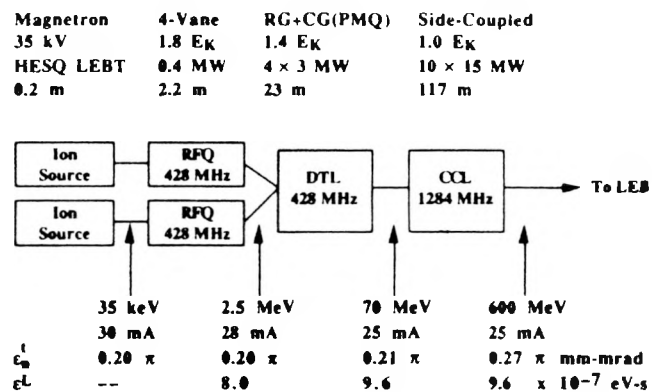 Magnetron 4-Vane RG+CG(PMQ) Side-Coupled
35 kV 1.8 EK 1.4 EK 1.0 EK
HESQ LEBT 0.4 MW 4 × 3 MW 10 × 15 MW
0.2 m 2.2 m 23 m 117 m
Ion Source RFQ 428 MHz
DTL 428 MHz CCL 1284 MHz To LEB
Ion Source RFQ 428 MHz
35 keV 2.5 MeV 70 MeV 600 MeV
30 mA 28 mA 25 mA 25 mA
ε t n 0.20 π 0.20 π 0.21 π 0.27 π mm-mrad
ε L -- 8.0 9.6 9.6 x 10-7 eV-s